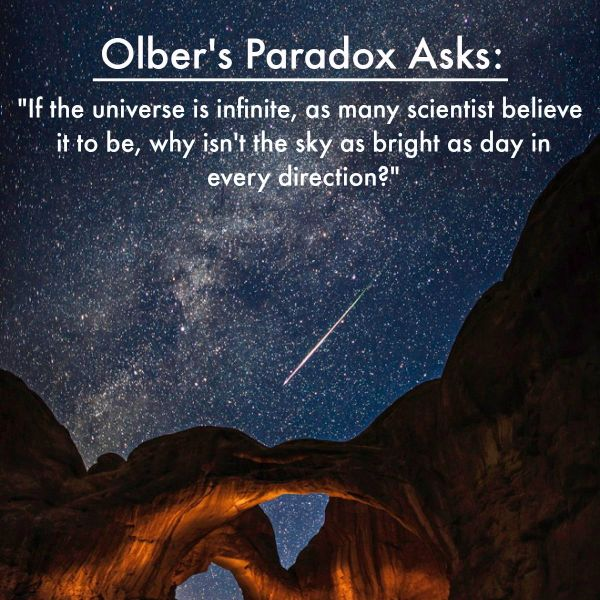 Olber's Paradox Asks:
"If the universe is infinite, as many scientist believe
it to be, why isn't the sky as bright as day in
every direction?"